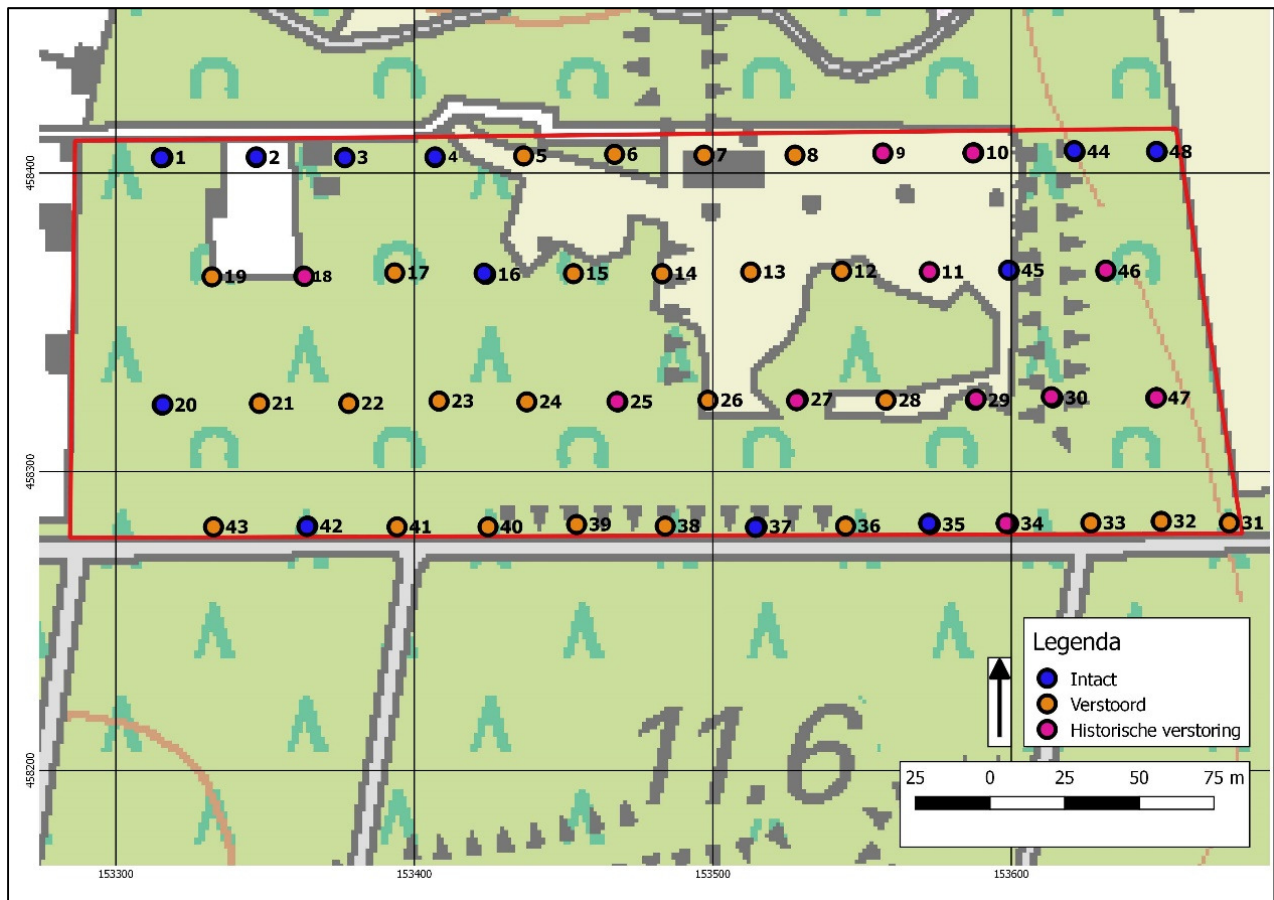 1 2 3 4 5 6 7 8 9 10 44 48
458400
19 18 17 16 15 14 13 12 11 45 46
20 21 22 23 24 25 26 27 28 29 30 47
458300
43 42 41 40 39 38 37 36 35 34 33 32 31
Legenda
Intact
Verstoord
Historische verstoring
11.6
458200
25 0 25 50 75 m
153300 153400 153500 153600